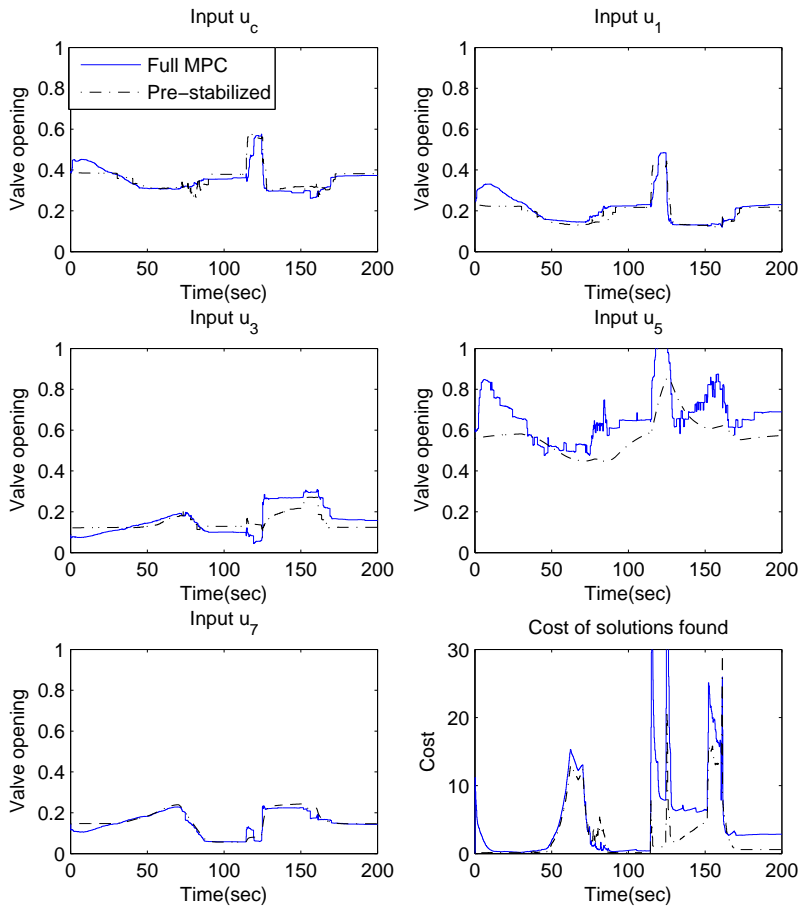 Input u_c
1
0.8
0.6
0.4
0.2
0
Valve opening
Full MPC
Pre−stabilized
0 50 100 150 200
Time(sec)
Input u_1
1
0.8
0.6
0.4
0.2
0
Valve opening
0 50 100 150 200
Time(sec)
Input u_3
1
0.8
0.6
0.4
0.2
0
Valve opening
0 50 100 150 200
Time(sec)
Input u_5
1
0.8
0.6
0.4
0.2
0
Valve opening
0 50 100 150 200
Time(sec)
Input u_7
1
0.8
0.6
0.4
0.2
0
Valve opening
0 50 100 150 200
Time(sec)
Cost of solutions found
30
20
10
0
Cost
0 50 100 150 200
Time(sec)